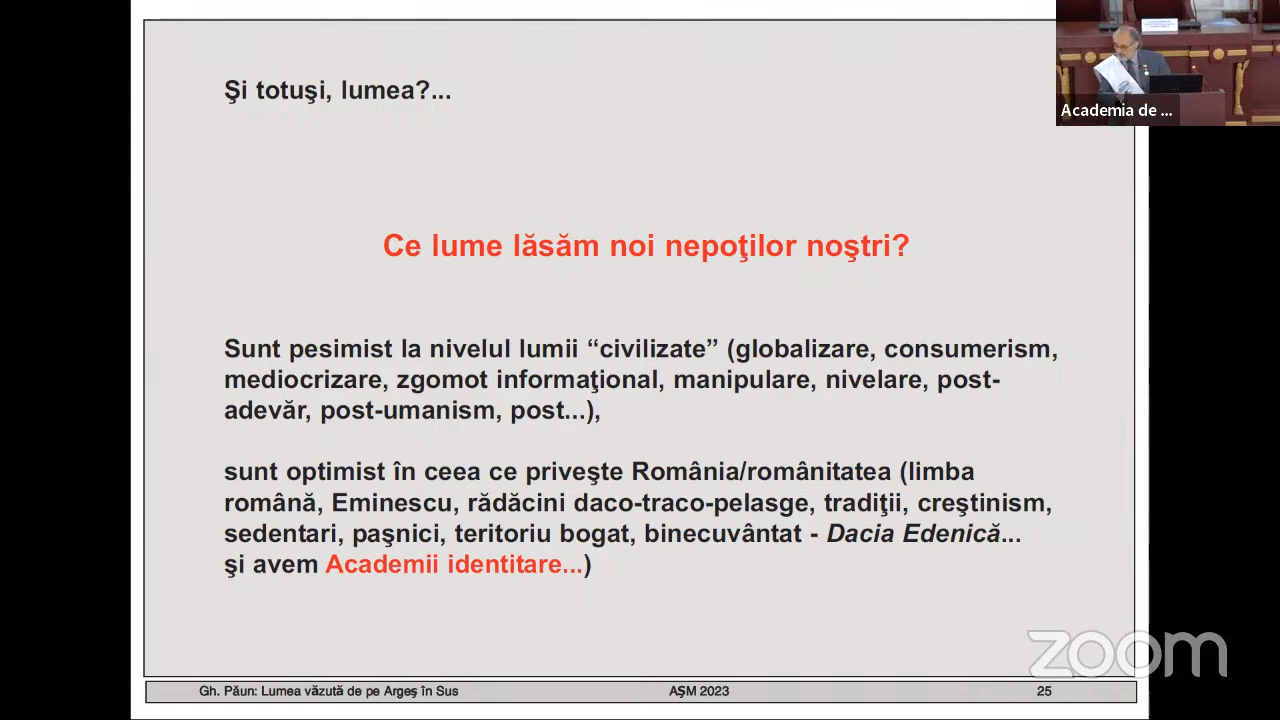 Şi totuşi, lumea?...
Ce lume lăsăm noi nepoţilor noştri?
Sunt pesimist la nivelul lumii “civilizate” (globalizare, consumerism,
mediocrizare, zgomot informaţional, manipulare, nivelare, post-
adevăr, post-umanism, post...),
sunt optimist în ceea ce priveşte România/românitatea (limba
română, Eminescu, rădăcini daco-traco-pelasge, tradiţii, creştinism,
sedentari, paşnici, teritoriu bogat, binecuvântat - Dacia Edenică...
şi avem Academii identitare...)
Gh. Păun: Lumea văzută de pe Argeş în Sus
AŞM 2023
25
Academia de ...
zoom